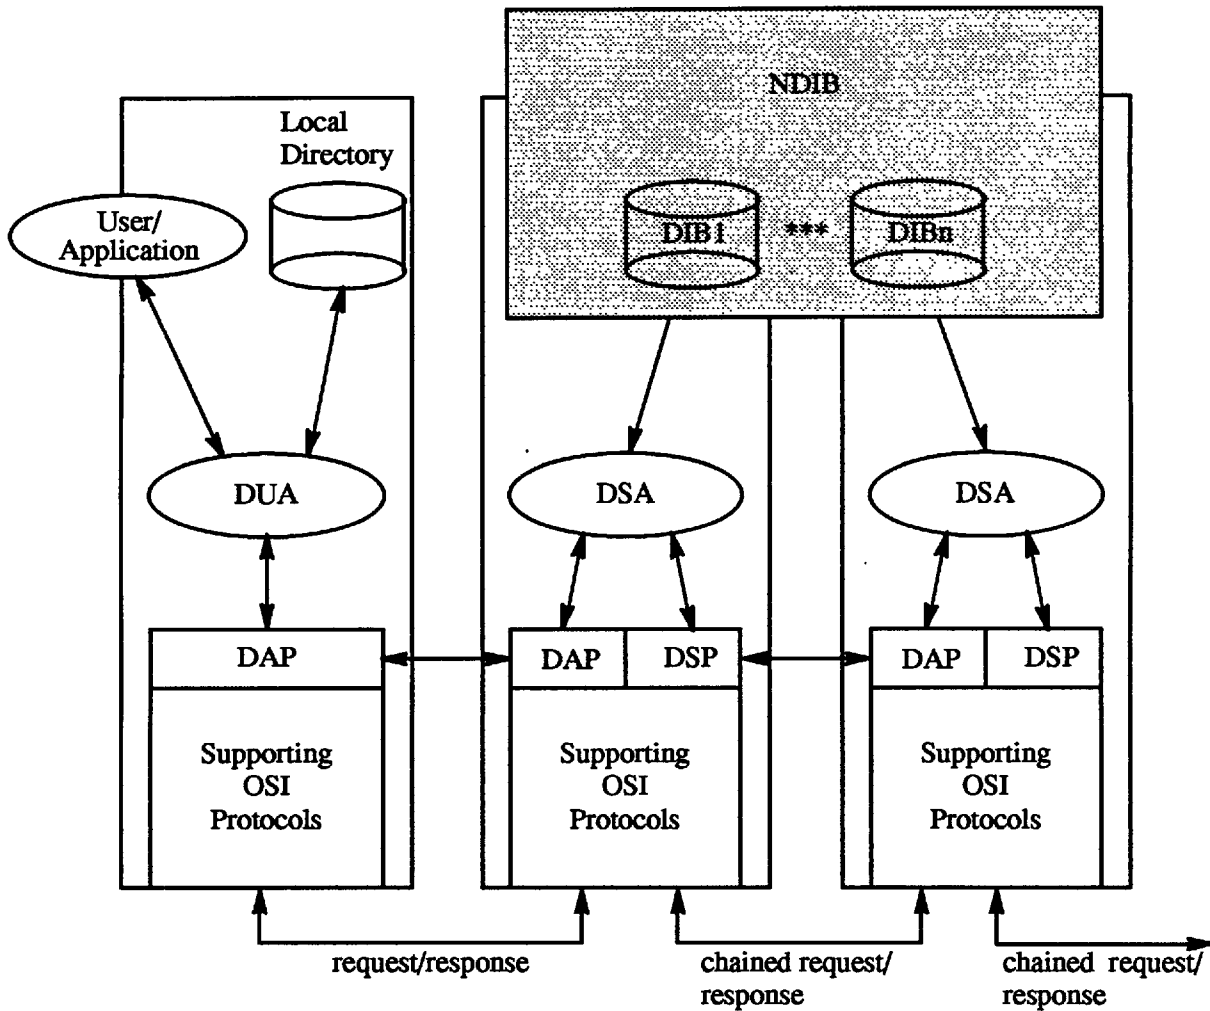 NDIB
Local
Directory
User/
Application
DIB1
***
DIBn
DUA
DSA
DSA
DAP
DAP
DSP
DAP
DSP
Supporting
OSI
Protocols
Supporting
OSI
Protocols
Supporting
OSI
Protocols
request/response
chained request/
response
chained request/
response